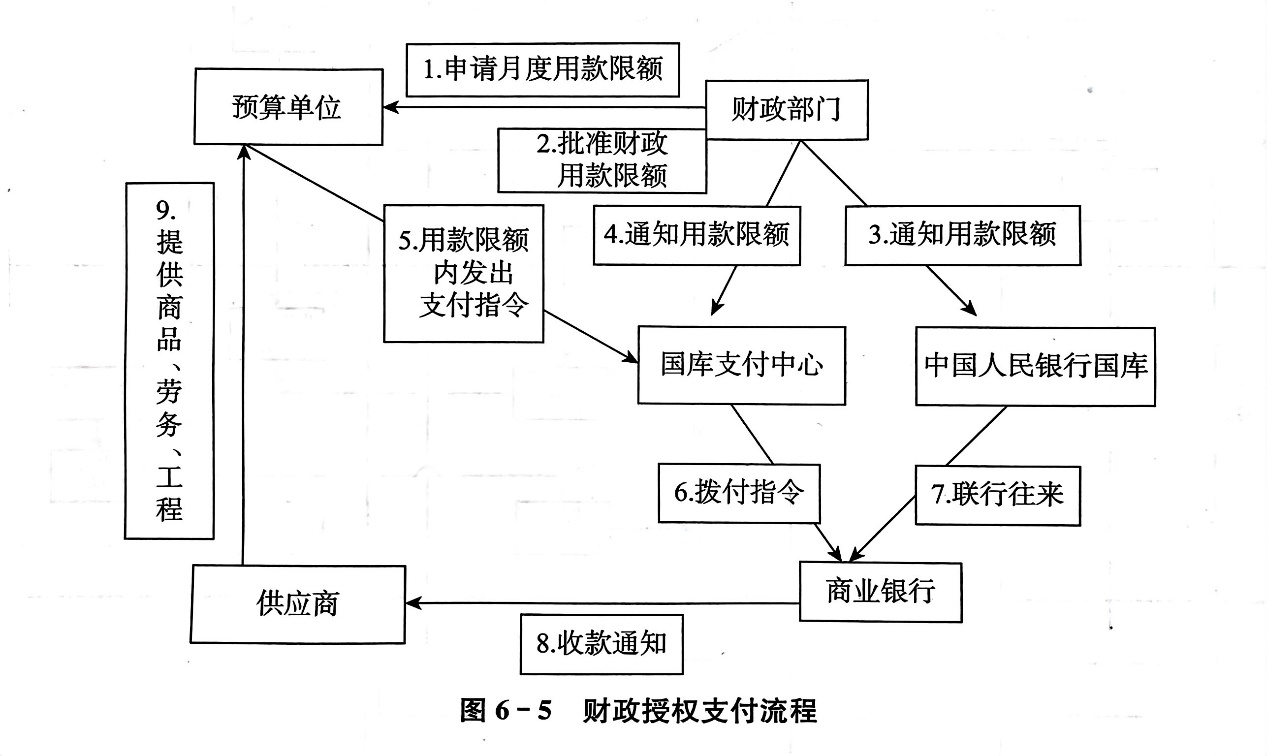 1.申请月度用款限额
预算单位
财政部门
2.批准财政
用款限额
9.
提
供
商
品
、
劳
务
、
工
程
5.用款限额
内发出
支付指令
4.通知用款限额
3.通知用款限额
国库支付中心
中国人民银行国库
6.拨付指令
7.联行往来
供应商
商业银行
8.收款通知
图 6-5 财政授权支付流程